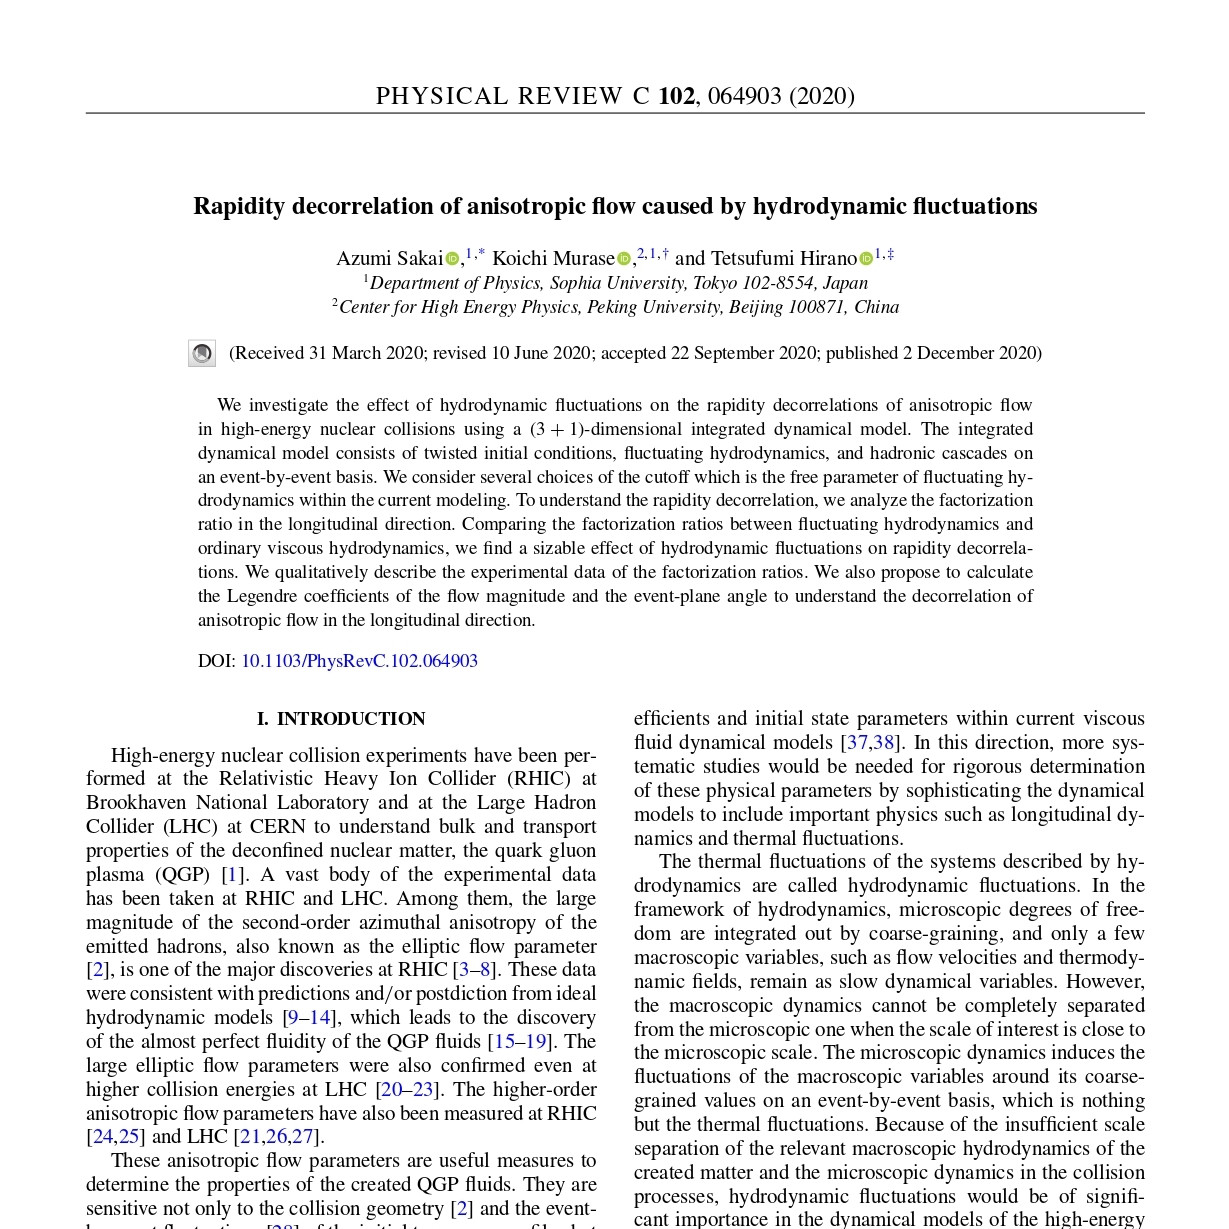 PHYSICAL REVIEW C 102, 064903 (2020)
Rapidity decorrelation of anisotropic flow caused by hydrodynamic fluctuations
Azumi Sakai,1,* Koichi Murase,2,1,† and Tetsufumi Hirano1,‡
1Department of Physics, Sophia University, Tokyo 102-8554, Japan
2Center for High Energy Physics, Peking University, Beijing 100871, China
(Received 31 March 2020; revised 10 June 2020; accepted 22 September 2020; published 2 December 2020)
We investigate the effect of hydrodynamic fluctuations on the rapidity decorrelations of anisotropic flow
in high-energy nuclear collisions using a (3 + 1)-dimensional integrated dynamical model. The integrated
dynamical model consists of twisted initial conditions, fluctuating hydrodynamics, and hadronic cascades on
an event-by-event basis. We consider several choices of the cutoff which is the free parameter of fluctuating hy-
drodynamics within the current modeling. To understand the rapidity decorrelation, we analyze the factorization
ratio in the longitudinal direction. Comparing the factorization ratios between fluctuating hydrodynamics and
ordinary viscous hydrodynamics, we find a sizable effect of hydrodynamic fluctuations on rapidity decorrela-
tions. We qualitatively describe the experimental data of the factorization ratios. We also propose to calculate
the Legendre coefficients of the flow magnitude and the event-plane angle to understand the decorrelation of
anisotropic flow in the longitudinal direction.
DOI: 10.1103/PhysRevC.102.064903
I. INTRODUCTION
High-energy nuclear collision experiments have been per-
formed at the Relativistic Heavy Ion Collider (RHIC) at
Brookhaven National Laboratory and at the Large Hadron
Collider (LHC) at CERN to understand bulk and transport
properties of the deconfined nuclear matter, the quark gluon
plasma (QGP) [1]. A vast body of the experimental data
has been taken at RHIC and LHC. Among them, the large
magnitude of the second-order azimuthal anisotropy of the
emitted hadrons, also known as the elliptic flow parameter
[2], is one of the major discoveries at RHIC [3–8]. These data
were consistent with predictions and/or postdiction from ideal
hydrodynamic models [9–14], which leads to the discovery
of the almost perfect fluidity of the QGP fluids [15–19]. The
large elliptic flow parameters were also confirmed even at
higher collision energies at LHC [20–23]. The higher-order
anisotropic flow parameters have also been measured at RHIC
[24,25] and LHC [21,26,27].
These anisotropic flow parameters are useful measures to
determine the properties of the created QGP fluids. They are
sensitive not only to the collision geometry [2] and the event-
efficients and initial state parameters within current viscous
fluid dynamical models [37,38]. In this direction, more sys-
tematic studies would be needed for rigorous determination
of these physical parameters by sophisticating the dynamical
models to include important physics such as longitudinal dy-
namics and thermal fluctuations.
The thermal fluctuations of the systems described by hy-
drodynamics are called hydrodynamic fluctuations. In the
framework of hydrodynamics, microscopic degrees of free-
dom are integrated out by coarse-graining, and only a few
macroscopic variables, such as flow velocities and thermody-
namic fields, remain as slow dynamical variables. However,
the macroscopic dynamics cannot be completely separated
from the microscopic one when the scale of interest is close to
the microscopic scale. The microscopic dynamics induces the
fluctuations of the macroscopic variables around its coarse-
grained values on an event-by-event basis, which is nothing
but the thermal fluctuations. Because of the insufficient scale
separation of the relevant macroscopic hydrodynamics of the
created matter and the microscopic dynamics in the collision
processes, hydrodynamic fluctuations would be of signifi-
cant importance in the dynamical models of the high-energy